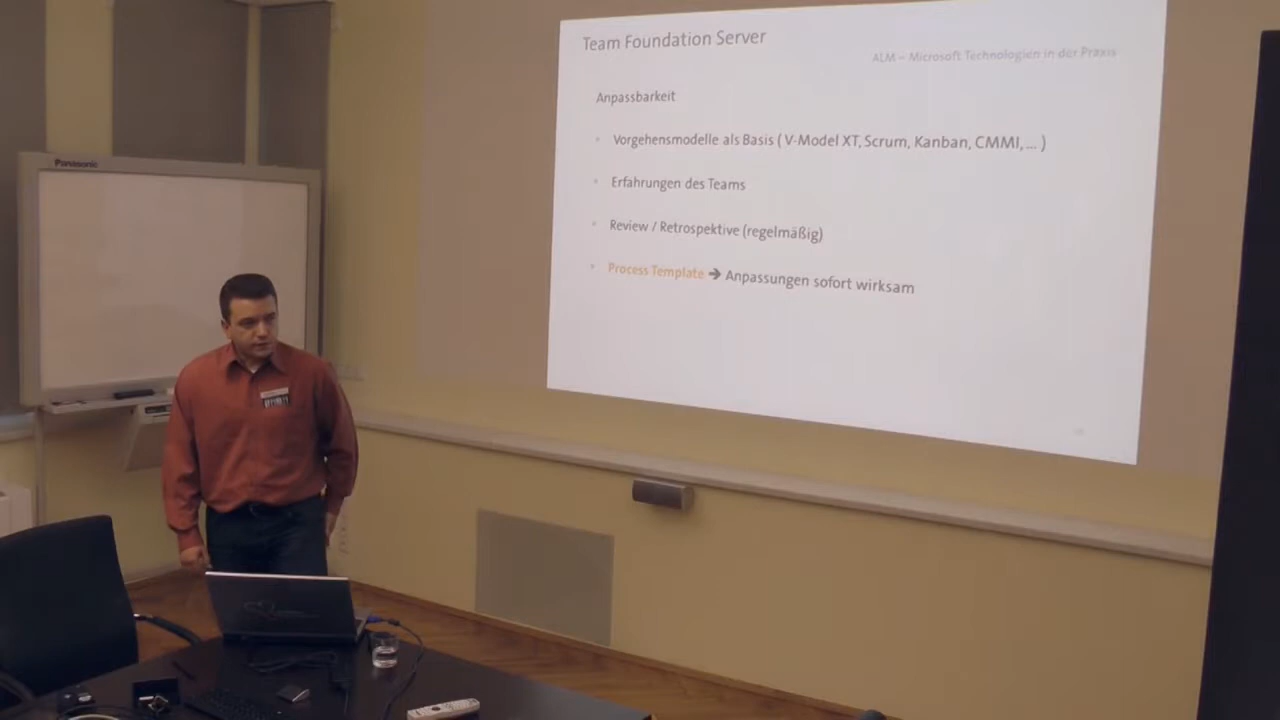 Team Foundation Server
ALM – Microsoft Technologien in der Praxis
Anpassbarkeit
Vorgehensmodelle als Basis ( V-Model XT, Scrum, Kanban, CMMI, ... )
Erfahrungen des Teams
Review / Retrospektive (regelmäßig)
Process Template → Anpassungen sofort wirksam
Panasonic